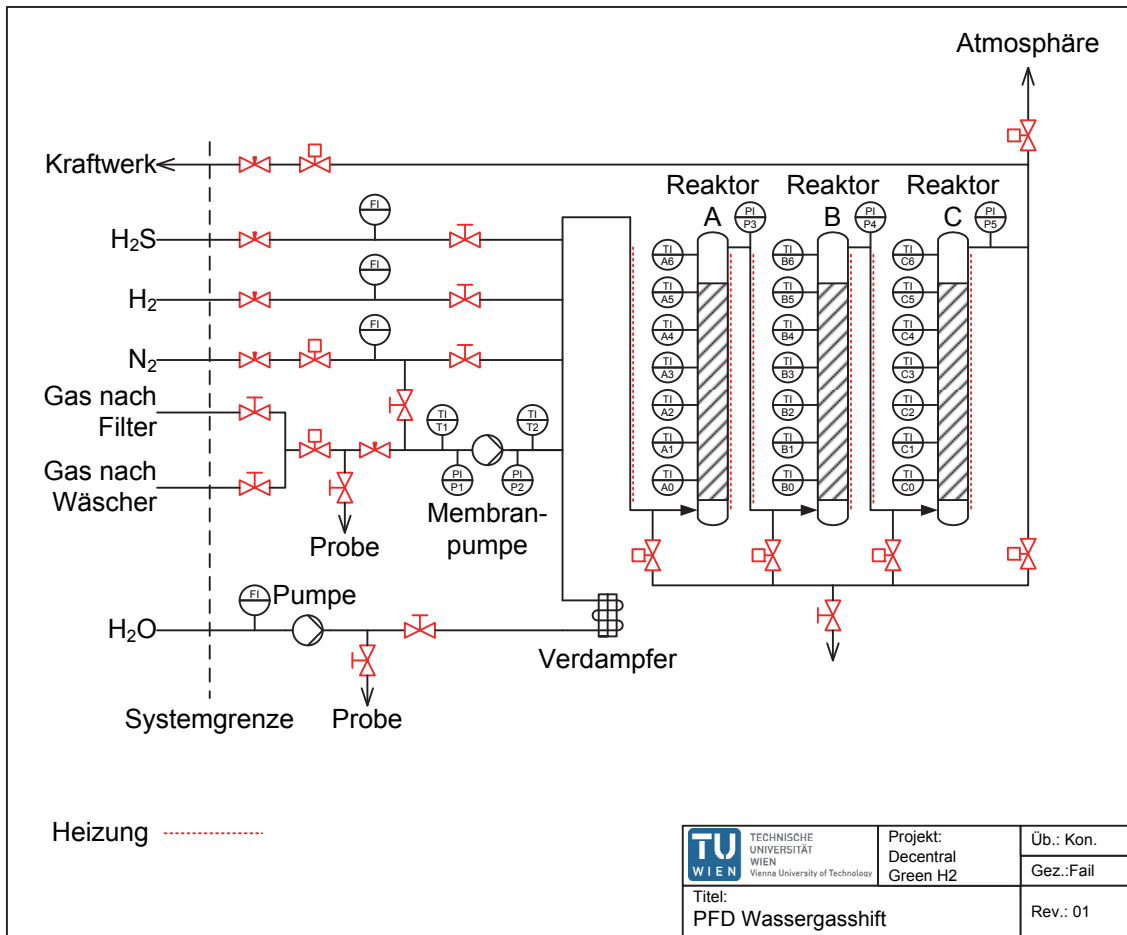 Atmosphäre
Kraftwerk
Reaktor
A
Reaktor
B
Reaktor
C
PI
P3
PI
P4
PI
P5
FI
H₂S
FI
H₂
FI
N₂
Gas nach
Filter
Gas nach
Wäscher
TI
T1
TI
T2
PI
P1
PI
P2
Membran-
pumpe
Probe
TI
A6
TI
A5
TI
A4
TI
A3
TI
A2
TI
A1
TI
A0
TI
B6
TI
B5
TI
B4
TI
B3
TI
B2
TI
B1
TI
B0
TI
C6
TI
C5
TI
C4
TI
C3
TI
C2
TI
C1
TI
C0
FI
Pumpe
H₂O
Verdampfer
Systemgrenze
Probe
Heizung
TU
WIEN
TECHNISCHE
UNIVERSITÄT
WIEN
Vienna University of Technology
Projekt:
Decentral
Green H2
Üb.: Kon.
Gez.:Fail
Titel:
PFD Wassergasshift
Rev.: 01